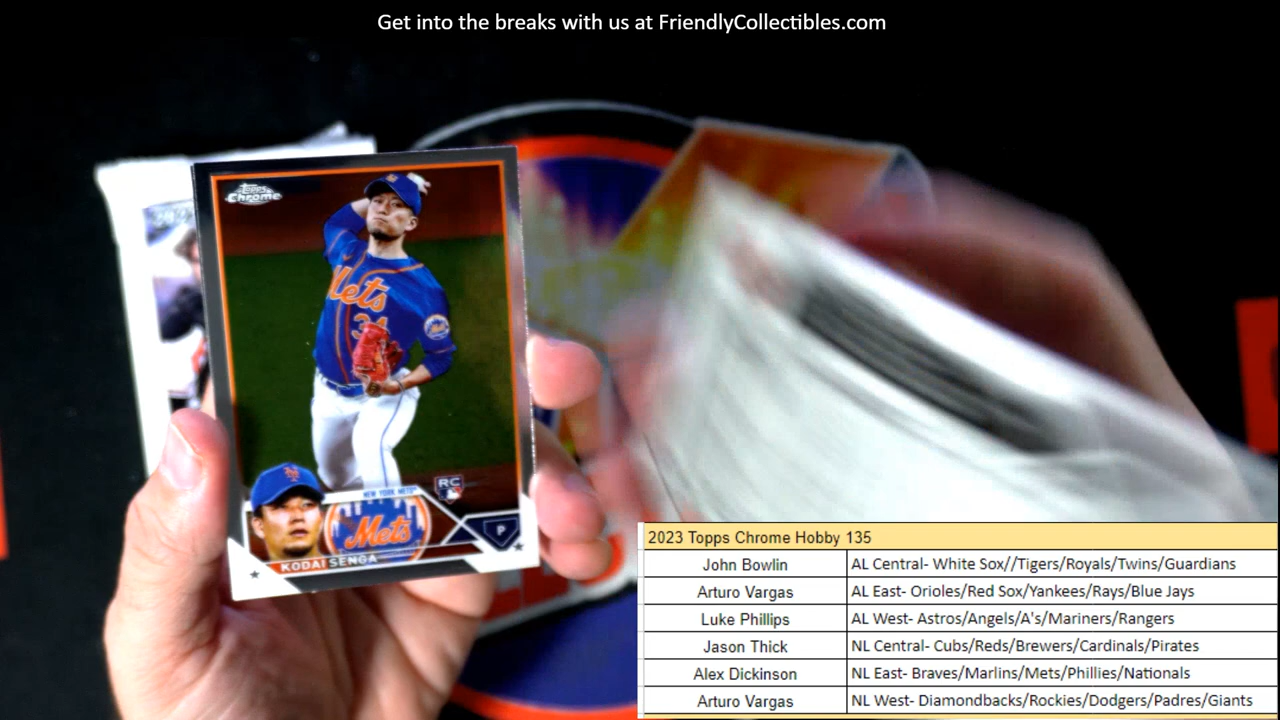 Get into the breaks with us at FriendlyCollectibles.com
Topps
Chrome
Mets
34
Mets
RC
NEW YORK METS
Mets
P
KODAI SENGA
2023 Topps Chrome Hobby 135
John Bowlin AL Central- White Sox//Tigers/Royals/Twins/Guardians
Arturo Vargas AL East- Orioles/Red Sox/Yankees/Rays/Blue Jays
Luke Phillips AL West- Astros/Angels/A's/Mariners/Rangers
Jason Thick NL Central- Cubs/Reds/Brewers/Cardinals/Pirates
Alex Dickinson NL East- Braves/Marlins/Mets/Phillies/Nationals
Arturo Vargas NL West- Diamondbacks/Rockies/Dodgers/Padres/Giants